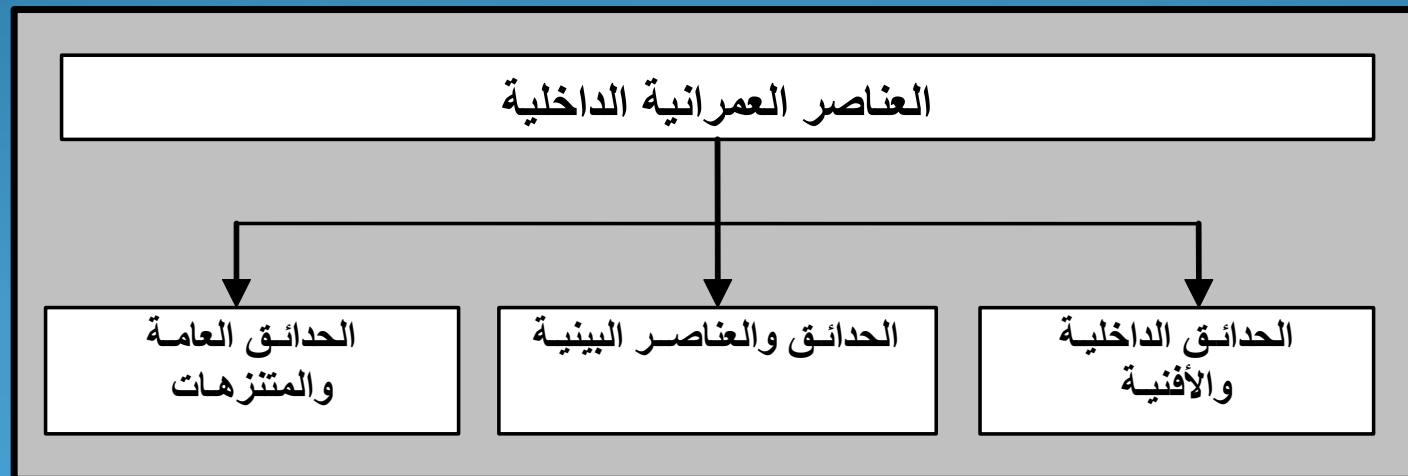 العناصر العمرانية الداخلية
الحدائق الداخلية
والأفنية
الحدائق والعناصر البينية
الحدائق العامة
والمتنزهات